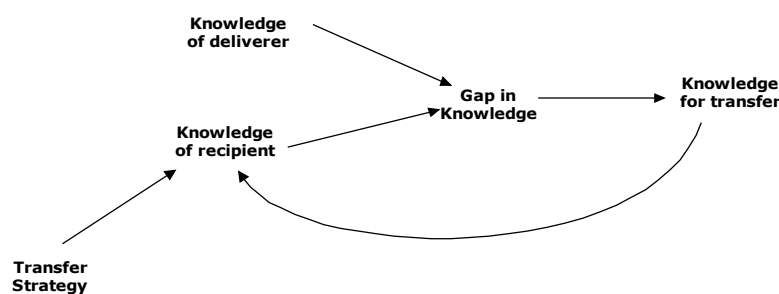 Knowledge
of deliverer
Gap in
Knowledge
Knowledge
for transfer
Knowledge
of recipient
Transfer
Strategy